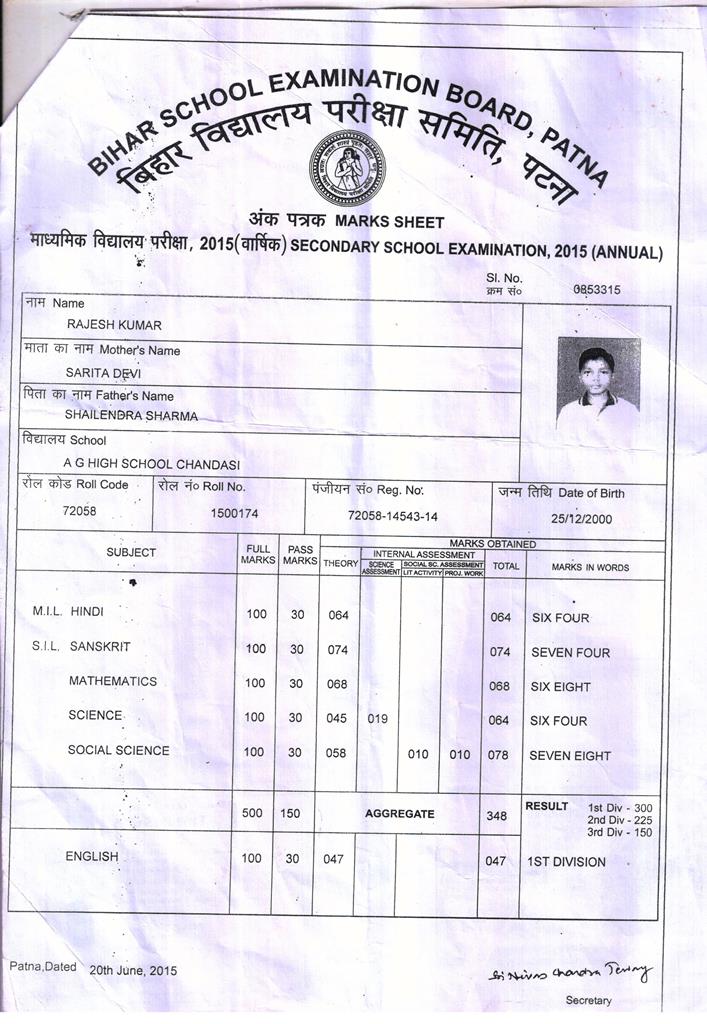 BIHAR SCHOOL EXAMINATION BOARD, PATNA
बिहार विद्यालय परीक्षा समिति, पटना
अंक पत्रक MARKS SHEET
माध्यमिक विद्यालय परीक्षा, 2015(वार्षिक) SECONDARY SCHOOL EXAMINATION, 2015 (ANNUAL)
Sl. No.
क्रम सं० 0853315
नाम Name
RAJESH KUMAR
माता का नाम Mother's Name
SARITA DEVI
पिता का नाम Father's Name
SHAILENDRA SHARMA
विद्यालय School
A G HIGH SCHOOL CHANDASI
रोल कोड Roll Code रोल नं० Roll No. पंजीयन सं० Reg. No. जन्म तिथि Date of Birth
72058 1500174 72058-14543-14 25/12/2000
SUBJECT FULL MARKS PASS MARKS MARKS OBTAINED
THEORY INTERNAL ASSESSMENT TOTAL MARKS IN WORDS
SCIENCE ASSESSMENT SOCIAL SC. ASSESSMENT
LIT ACTIVITY PROJ. WORK
M.I.L. HINDI 100 30 064 064 SIX FOUR
S.I.L. SANSKRIT 100 30 074 074 SEVEN FOUR
MATHEMATICS 100 30 068 068 SIX EIGHT
SCIENCE 100 30 045 019 064 SIX FOUR
SOCIAL SCIENCE 100 30 058 010 010 078 SEVEN EIGHT
500 150 AGGREGATE 348 RESULT 1st Div - 300
2nd Div - 225
3rd Div - 150
ENGLISH 100 30 047 047 1ST DIVISION
Patna,Dated 20th June, 2015
Secretary